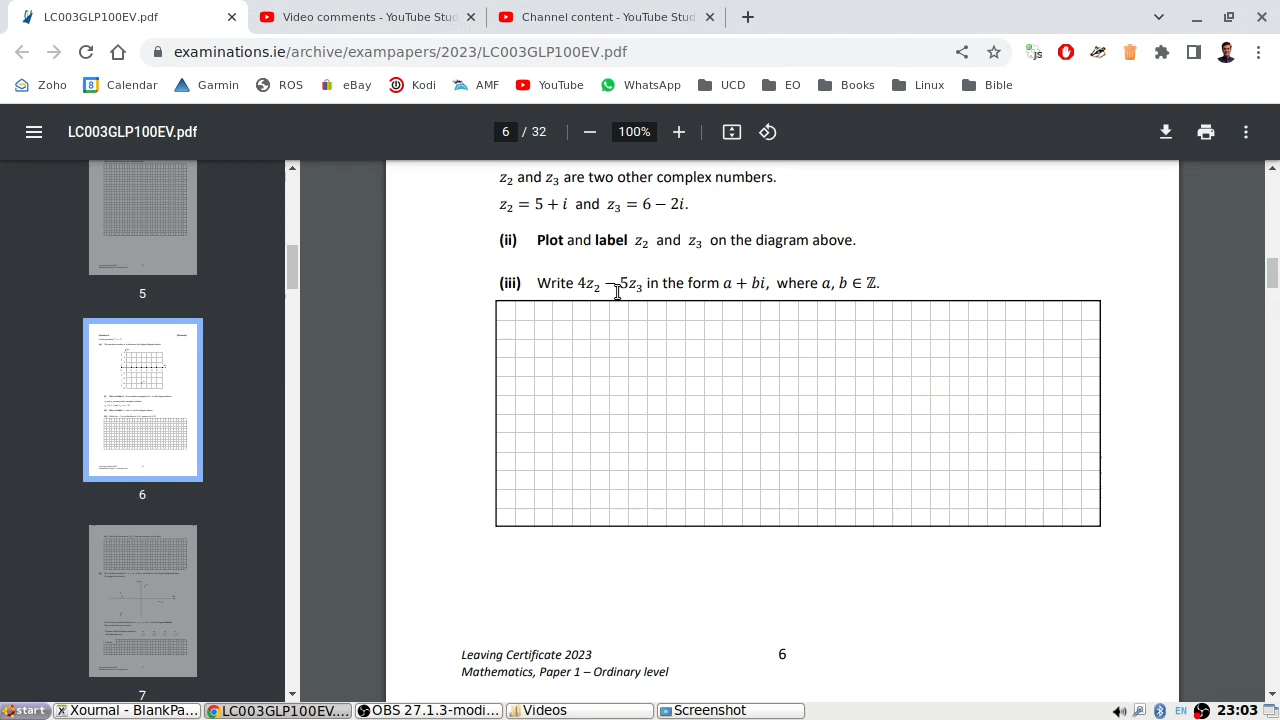 LC003GLP100EV.pdf
Video comments - YouTube Stud
Channel content - YouTube Stud
examinations.ie/archive/exampapers/2023/LC003GLP100EV.pdf
Zoho
Calendar
Garmin
ROS
eBay
Kodi
AMF
YouTube
WhatsApp
UCD
EO
Books
Linux
Bible
LC003GLP100EV.pdf
6 / 32
100%
5
6
7
z₂ and z₃ are two other complex numbers.
z₂ = 5 + i and z₃ = 6 − 2i.
(ii) Plot and label z₂ and z₃ on the diagram above.
(iii) Write 4z₂ − 5z₃ in the form a + bi, where a, b ∈ ℤ.
Leaving Certificate 2023
6
Mathematics, Paper 1 – Ordinary level
start
Xournal - BlankPa...
LC003GLP100EV....
OBS 27.1.3-modi...
Videos
Screenshot
EN
23:03